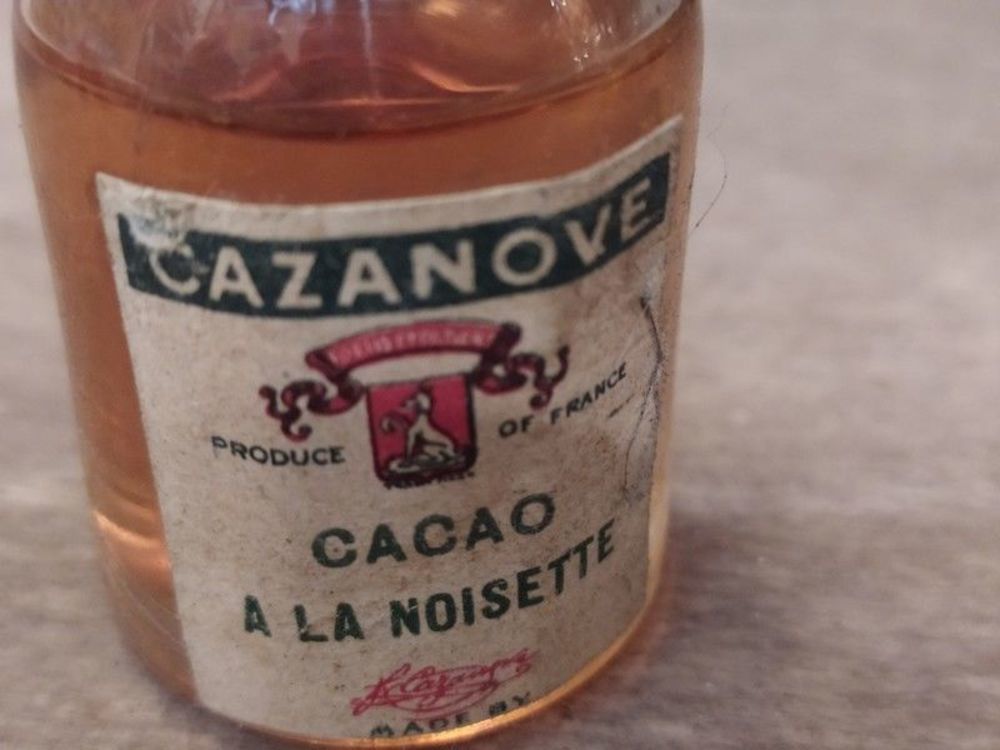 CAZANOVE
PRODUCE OF FRANCE
CACAO
A LA NOISETTE
MADE BY